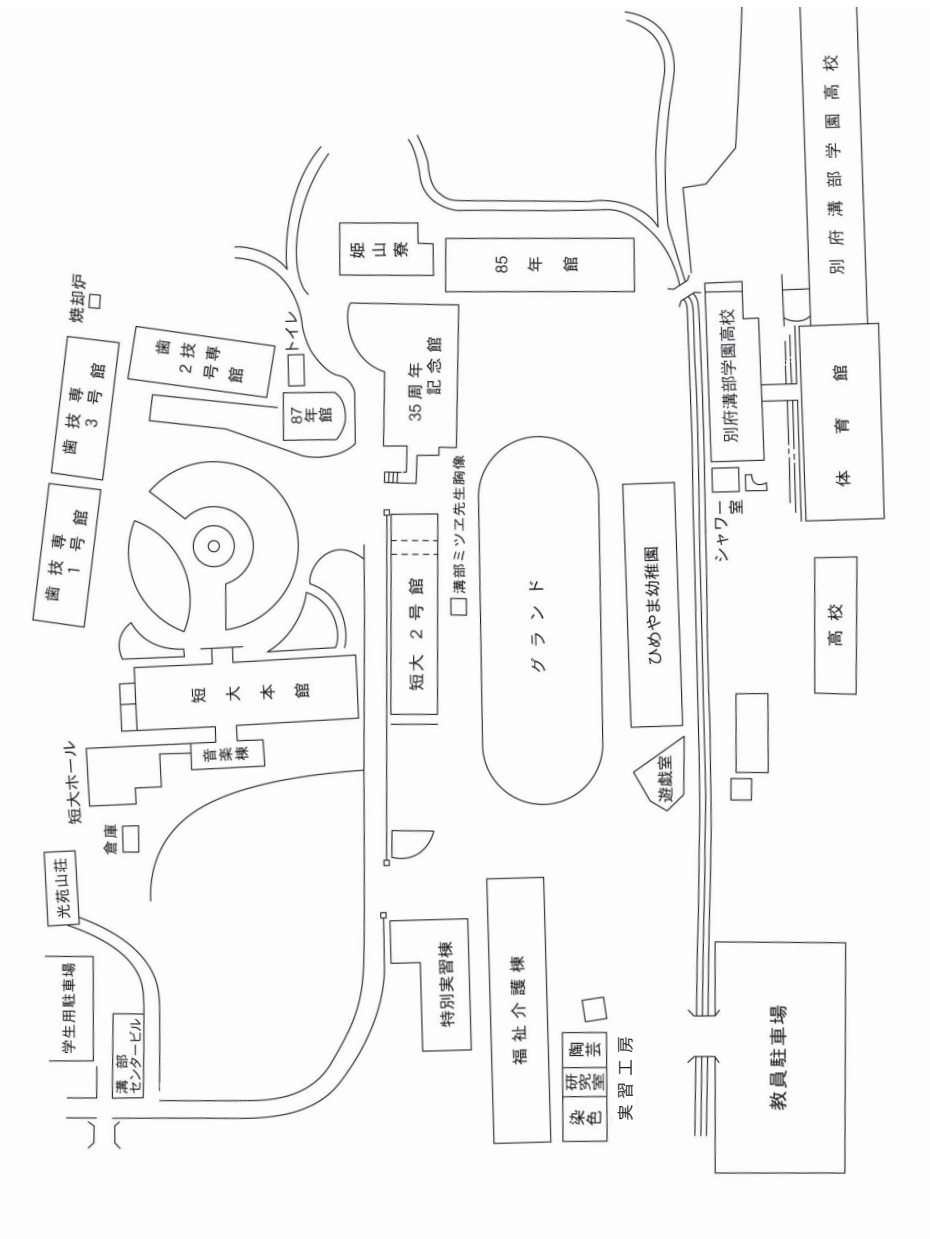 焼却炉
歯技専
3号館
歯技専
1号館
歯技専
2号館
トイレ
87
年館
姫山寮
85年館
35周年
記念館
溝部ミツヱ先生胸像
短大2号館
短大本館
音楽棟
短大ホール
倉庫
光苑山荘
学生用駐車場
溝部
センタービル
特別実習棟
福祉介護棟
陶芸
研究室
染色
実習工房
グランド
ひめやま幼稚園
遊戯室
別府溝部学園高校
別府溝部学園高校
体育館
シャワー
室
高校
教員駐車場